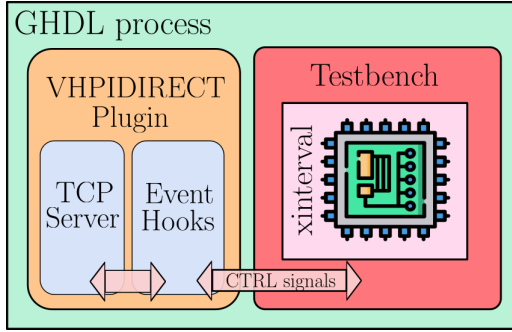 GHDL process
VHPIDIRECT
Plugin
TCP
Server
Event
Hooks
Testbench
xinterval
CTRL signals